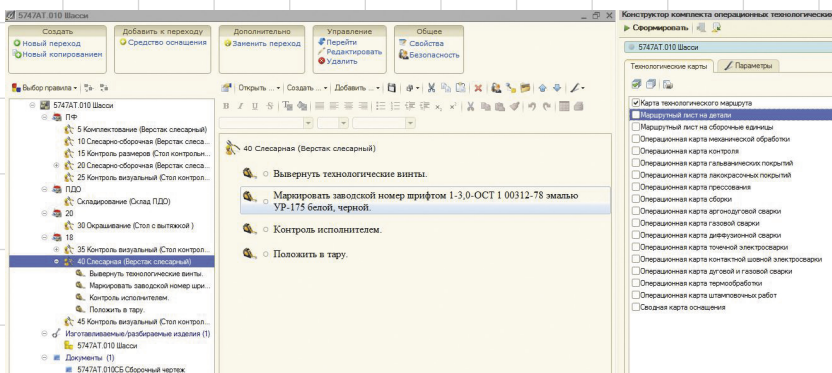 5747АТ.010 Шасси
Создать
Новый переход
Новый копированием
Добавить к переходу
Средство оснащения
Дополнительно
Заменить переход
Управление
Перейти
Редактировать
Удалить
Общее
Свойства
Безопасность
Выбор правила
5747АТ.010 Шасси
ПФ
5 Комплектование (Верстак слесарный)
10 Слесарно-сборочная (Верстак слеса...
15 Контроль размеров (Стол контрольн...
20 Слесарно-сборочная (Верстак слеса...
25 Контроль визуальный (Стол контрол...
ПДО
Складирование (Склад ПДО)
20
30 Окрашивание (Стол с вытяжкой )
18
35 Контроль визуальный (Стол контрол...
40 Слесарная (Верстак слесарный)
Вывернуть технологические винты.
Маркировать заводской номер шри...
Контроль исполнителем.
Положить в тару.
45 Контроль визуальный (Стол контрол...
Изготавливаемые/разбираемые изделия (1)
5747АТ.010 Шасси
Документы (1)
5747АТ.010СБ Сборочный чертеж
Открыть ... Создать ... Добавить ...
40 Слесарная (Верстак слесарный)
Вывернуть технологические винты.
Маркировать заводской номер шрифтом 1-3,0-ОСТ 1 00312-78 эмалью
УР-175 белой, черной.
Контроль исполнителем.
Положить в тару.
Конструктор комплекта операционных технологически
Сформировать
5747АТ.010 Шасси
Технологические карты Параметры
Карта технологического маршрута
Маршрутный лист на детали
Маршрутный лист на сборочные единицы
Операционная карта механической обработки
Операционная карта контроля
Операционная карта гальванических покрытий
Операционная карта лакокрасочных покрытий
Операционная карта прессования
Операционная карта сборки
Операционная карта аргонодуговой сварки
Операционная карта газовой сварки
Операционная карта диффузионной сварки
Операционная карта точечной электросварки
Операционная карта контактной шовной электросварки
Операционная карта дуговой и газовой сварки
Операционная карта термообработки
Операционная карта штамповочных работ
Сводная карта оснащения